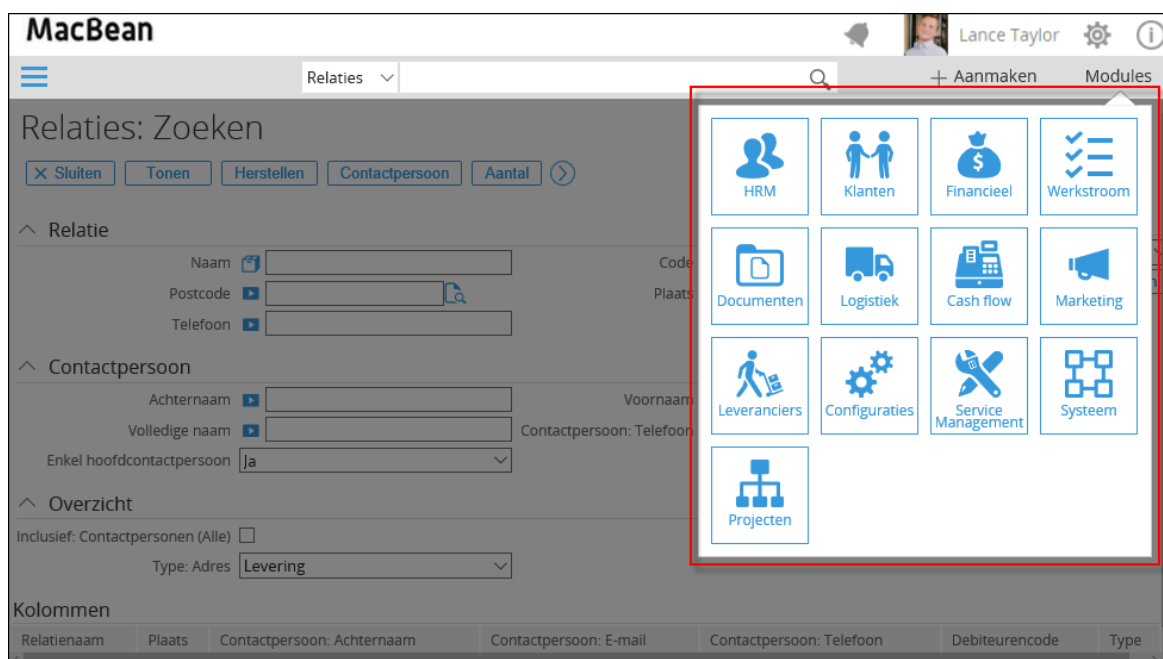 MacBean
Lance Taylor
Relaties
Aanmaken
Modules
Relaties: Zoeken
Sluiten
Tonen
Herstellen
Contactpersoon
Aantal
Relatie
Naam
Code
Postcode
Plaats
Telefoon
Contactpersoon
Achternaam
Voornaam
Volledige naam
Contactpersoon: Telefoon
Enkel hoofdcontactpersoon Ja
Overzicht
Inclusief: Contactpersonen (Alle)
Type: Adres Levering
Kolommen
Relatienaam Plaats Contactpersoon: Achternaam Contactpersoon: E-mail Contactpersoon: Telefoon Debiteurencode Type
HRM
Klanten
Financieel
Werkstroom
Documenten
Logistiek
Cash flow
Marketing
Leveranciers
Configuraties
Service
Management
Systeem
Projecten